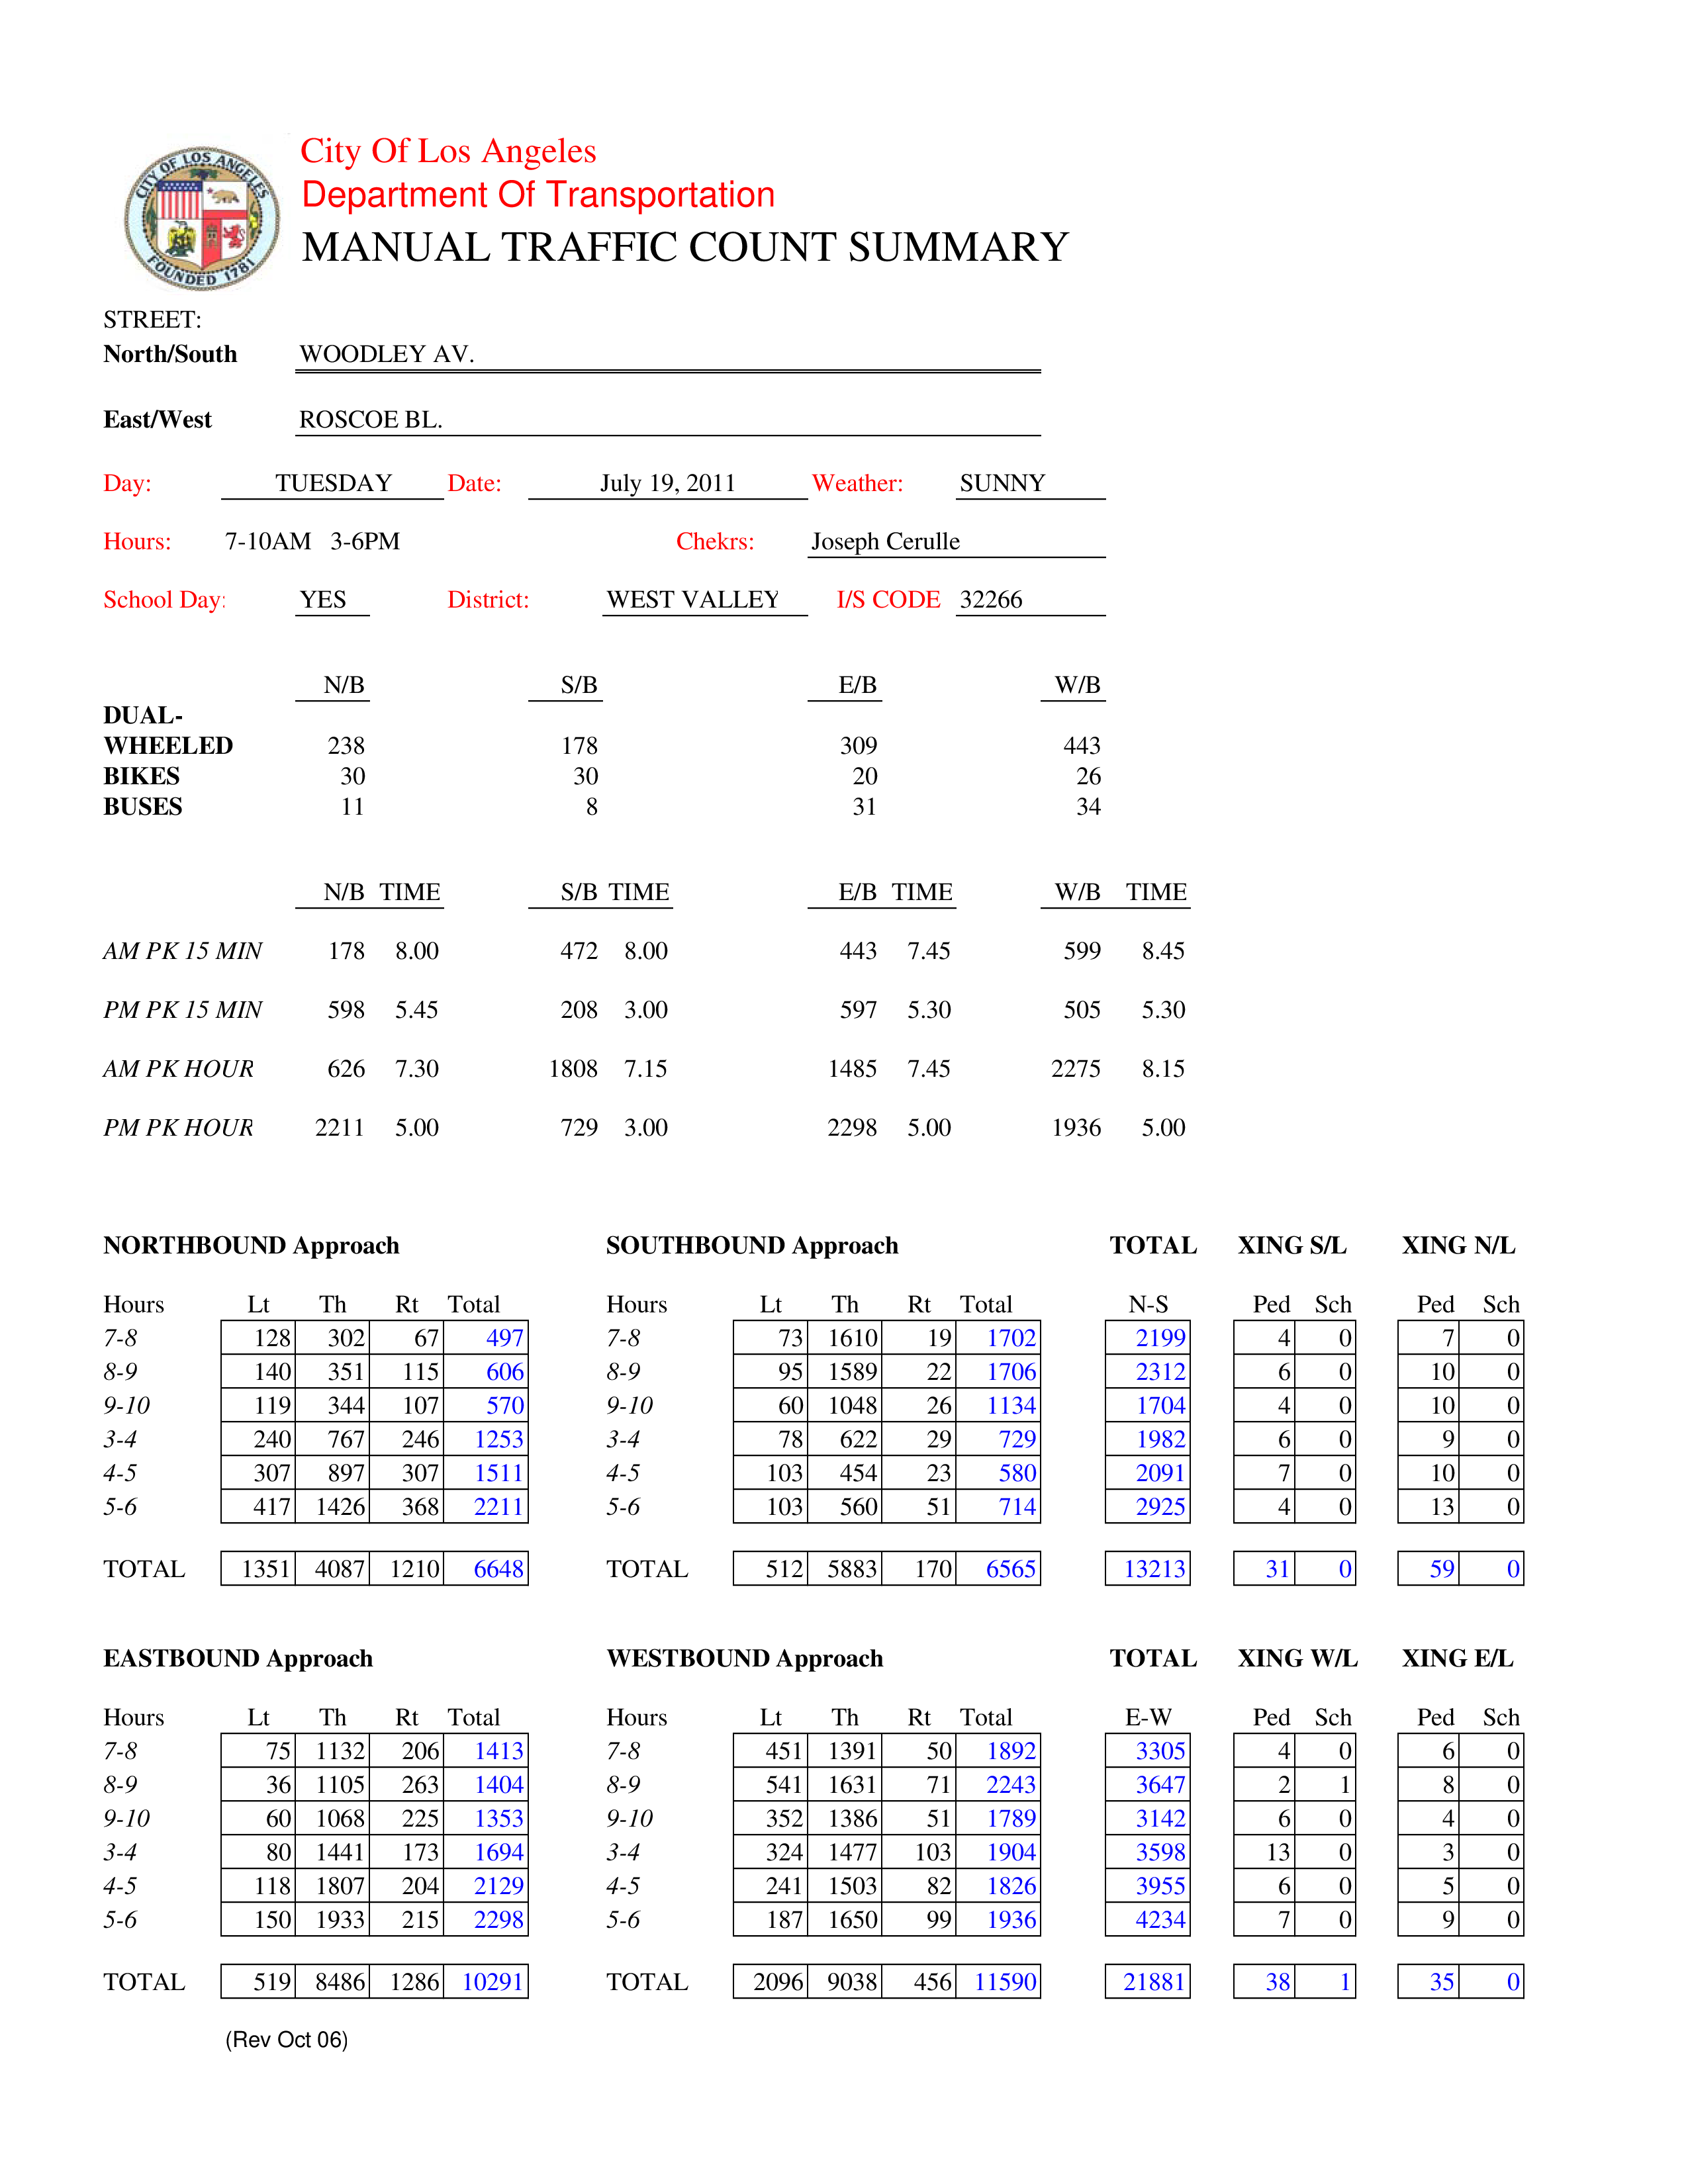 CITY OF LOS ANGELES
FOUNDED 1781
City Of Los Angeles
Department Of Transportation
MANUAL TRAFFIC COUNT SUMMARY
STREET:
North/South WOODLEY AV.
East/West ROSCOE BL.
Day: TUESDAY Date: July 19, 2011 Weather: SUNNY
Hours: 7-10AM 3-6PM Chekrs: Joseph Cerulle
School Day: YES District: WEST VALLEY I/S CODE 32266
N/B S/B E/B W/B
DUAL-
WHEELED 238 178 309 443
BIKES 30 30 20 26
BUSES 11 8 31 34
N/B TIME S/B TIME E/B TIME W/B TIME
AM PK 15 MIN 178 8.00 472 8.00 443 7.45 599 8.45
PM PK 15 MIN 598 5.45 208 3.00 597 5.30 505 5.30
AM PK HOUR 626 7.30 1808 7.15 1485 7.45 2275 8.15
PM PK HOUR 2211 5.00 729 3.00 2298 5.00 1936 5.00
NORTHBOUND Approach SOUTHBOUND Approach TOTAL XING S/L XING N/L
Hours Lt Th Rt Total Hours Lt Th Rt Total N-S Ped Sch Ped Sch
7-8 128 302 67 497 7-8 73 1610 19 1702 2199 4 0 7 0
8-9 140 351 115 606 8-9 95 1589 22 1706 2312 6 0 10 0
9-10 119 344 107 570 9-10 60 1048 26 1134 1704 4 0 10 0
3-4 240 767 246 1253 3-4 78 622 29 729 1982 6 0 9 0
4-5 307 897 307 1511 4-5 103 454 23 580 2091 7 0 10 0
5-6 417 1426 368 2211 5-6 103 560 51 714 2925 4 0 13 0
TOTAL 1351 4087 1210 6648 TOTAL 512 5883 170 6565 13213 31 0 59 0
EASTBOUND Approach WESTBOUND Approach TOTAL XING W/L XING E/L
Hours Lt Th Rt Total Hours Lt Th Rt Total E-W Ped Sch Ped Sch
7-8 75 1132 206 1413 7-8 451 1391 50 1892 3305 4 0 6 0
8-9 36 1105 263 1404 8-9 541 1631 71 2243 3647 2 1 8 0
9-10 60 1068 225 1353 9-10 352 1386 51 1789 3142 6 0 4 0
3-4 80 1441 173 1694 3-4 324 1477 103 1904 3598 13 0 3 0
4-5 118 1807 204 2129 4-5 241 1503 82 1826 3955 6 0 5 0
5-6 150 1933 215 2298 5-6 187 1650 99 1936 4234 7 0 9 0
TOTAL 519 8486 1286 10291 TOTAL 2096 9038 456 11590 21881 38 1 35 0
(Rev Oct 06)